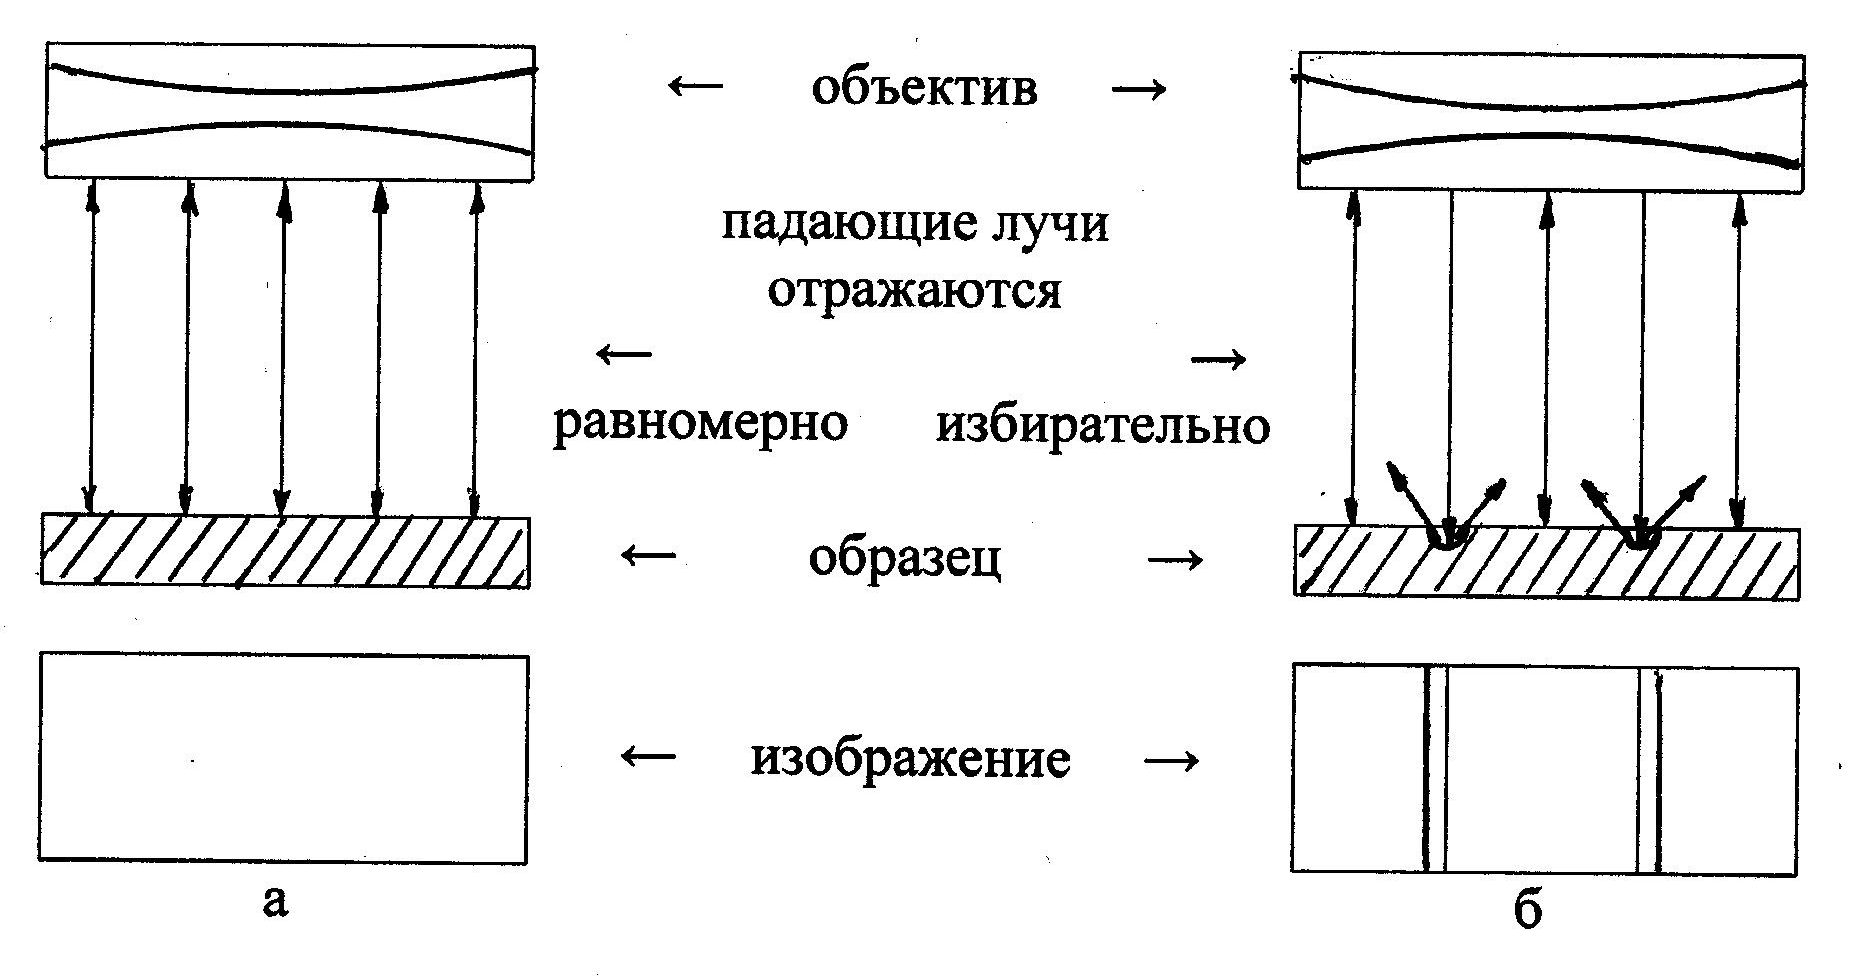 ← объектив →
падающие лучи
отражаются
← →
равномерно избирательно
← образец →
← изображение →
а б